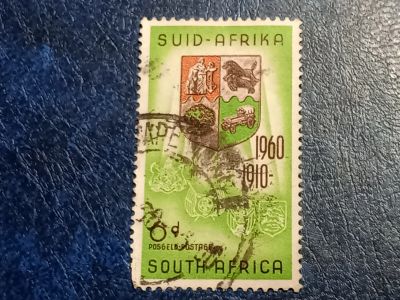 SUID-AFRIKA
1960
1910-
6d
POSGELD·POSTAGE
SOUTH AFRICA